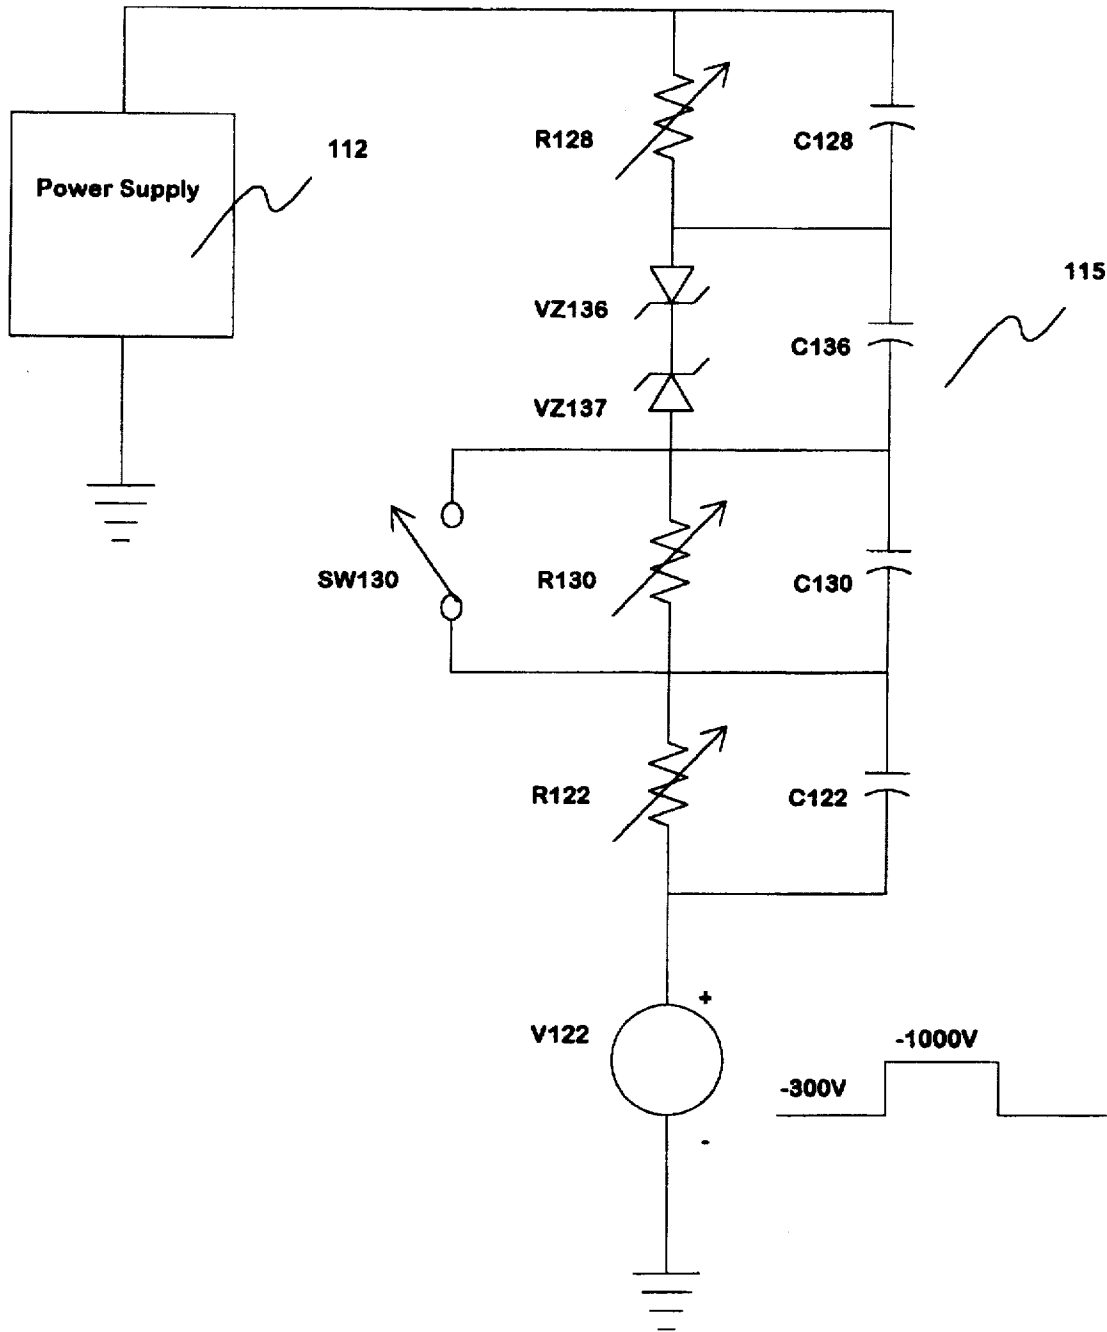 Power Supply
112
R128
C128
115
VZ136
C136
VZ137
SW130
R130
C130
R122
C122
V122
+
-
-1000V
-300V